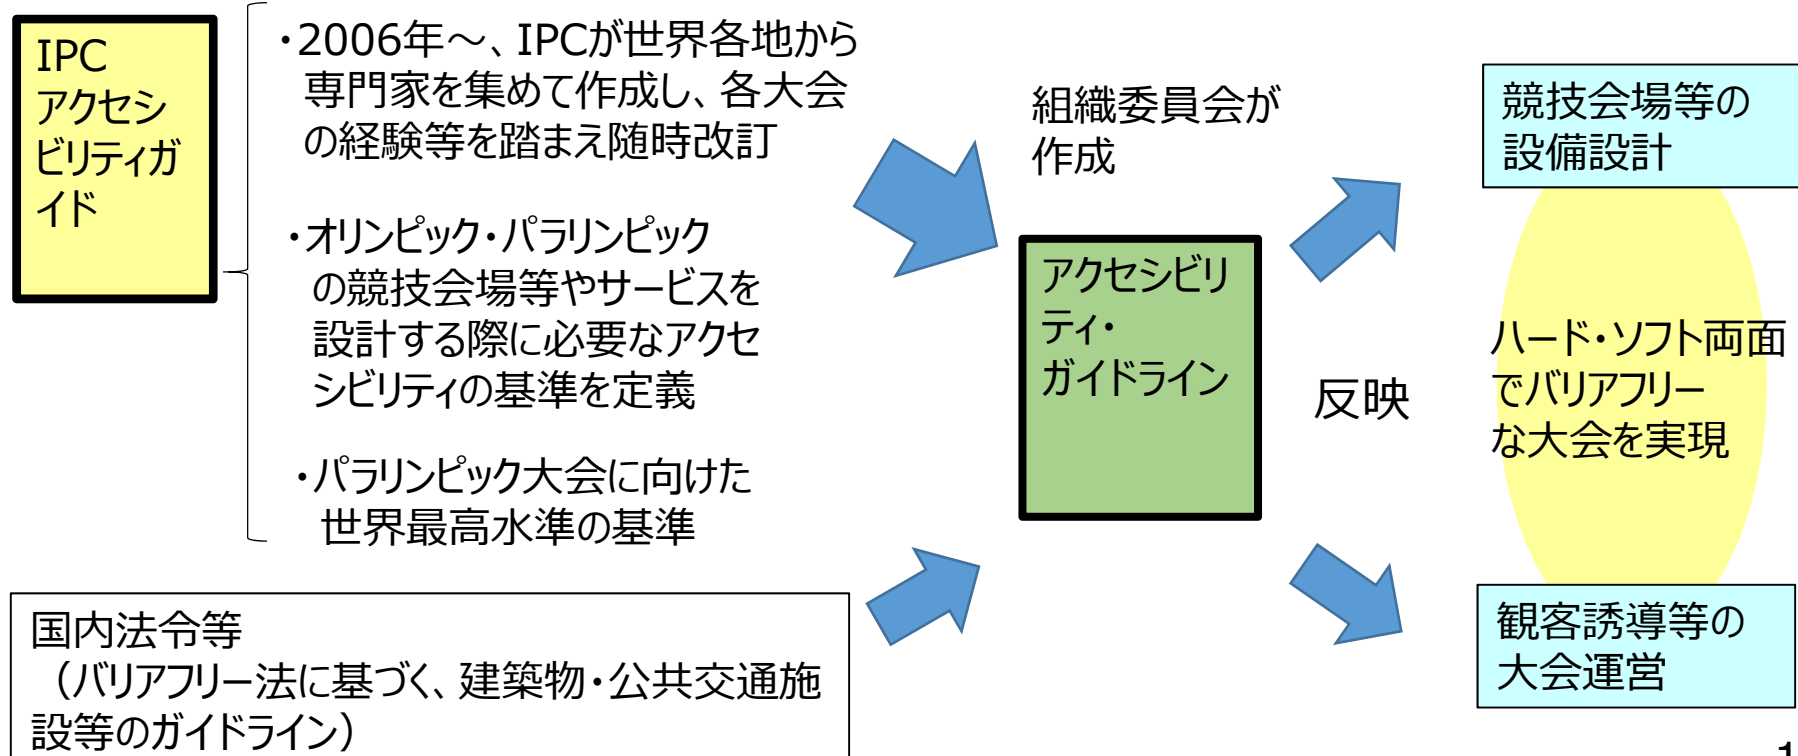 IPC
アクセシ
ビリティガ
イド
・2006年～、IPCが世界各地から
専門家を集めて作成し、各大会
の経験等を踏まえ随時改訂
・オリンピック・パラリンピック
の競技会場等やサービスを
設計する際に必要なアクセ
シビリティの基準を定義
・パラリンピック大会に向けた
世界最高水準の基準
国内法令等
（バリアフリー法に基づく、建築物・公共交通施
設等のガイドライン）
組織委員会が
作成
アクセシビリ
ティ・
ガイドライン
反映
競技会場等の
設備設計
ハード・ソフト両面
でバリアフリー
な大会を実現
観客誘導等の
大会運営